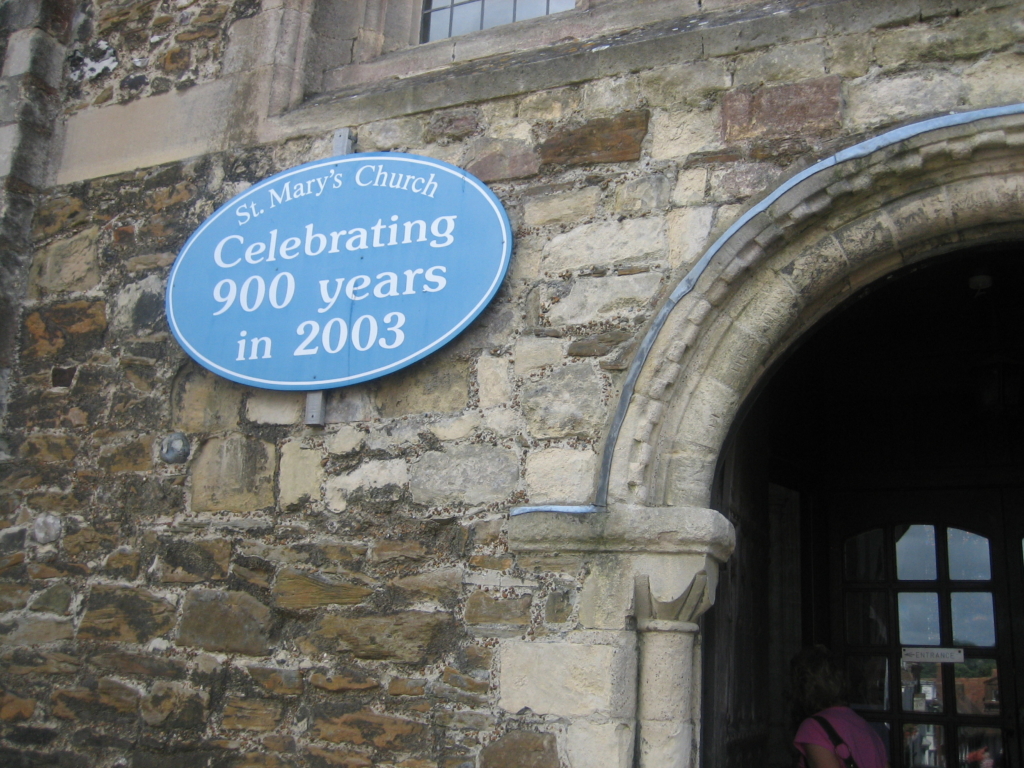 St. Mary's Church
Celebrating
900 years
in 2003
ENTRANCE